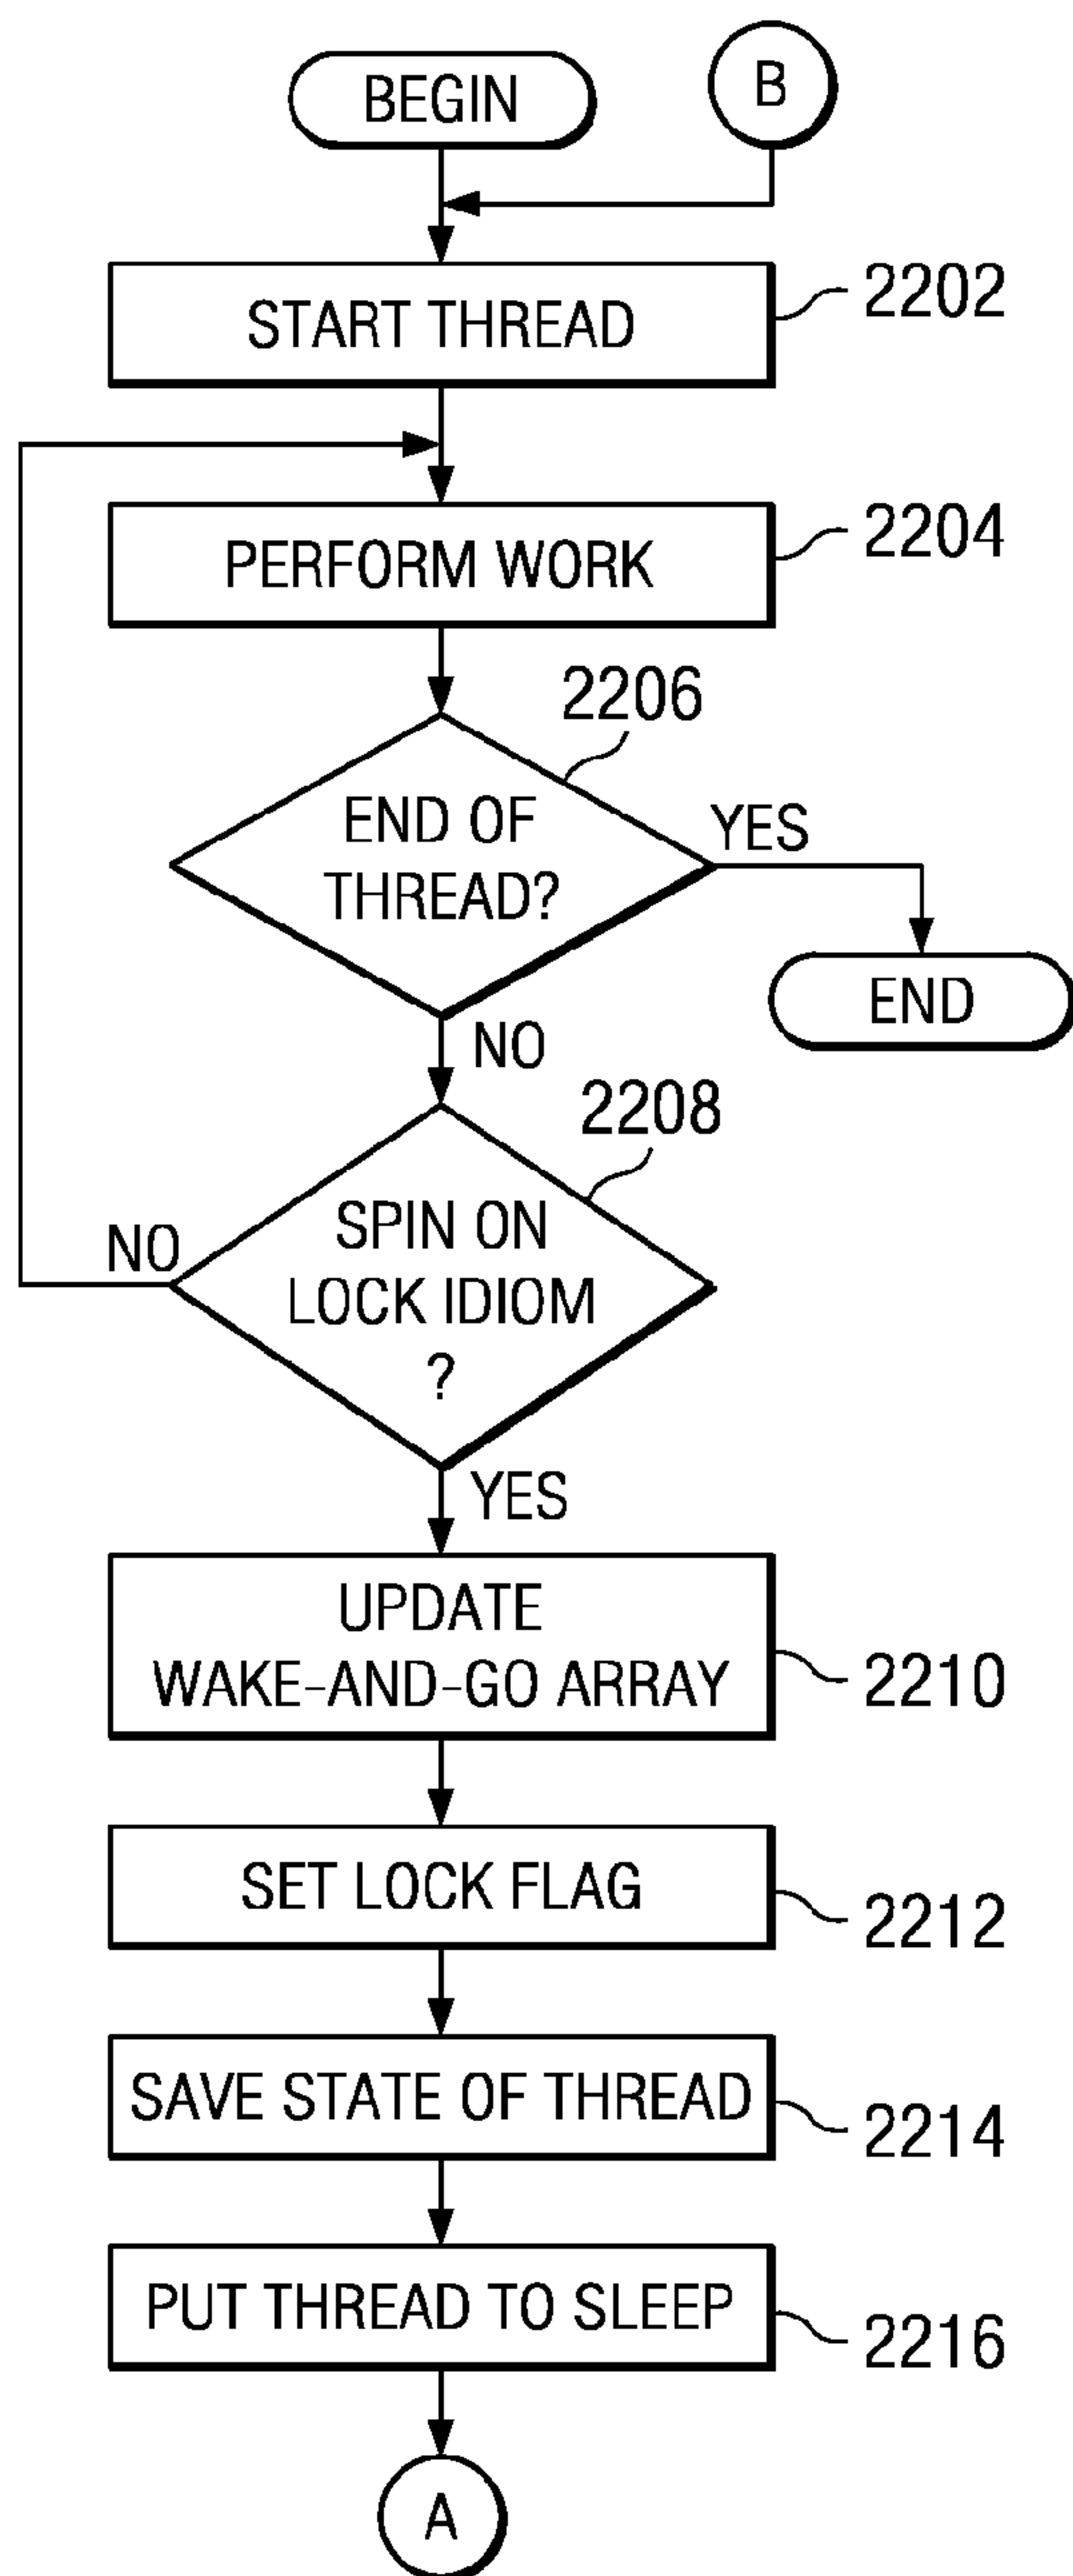 BEGIN
B
START THREAD
2202
PERFORM WORK
2204
2206
END OF
THREAD?
YES
END
NO
2208
SPIN ON
LOCK IDIOM
?
NO
YES
UPDATE
WAKE-AND-GO ARRAY
2210
SET LOCK FLAG
2212
SAVE STATE OF THREAD
2214
PUT THREAD TO SLEEP
2216
A